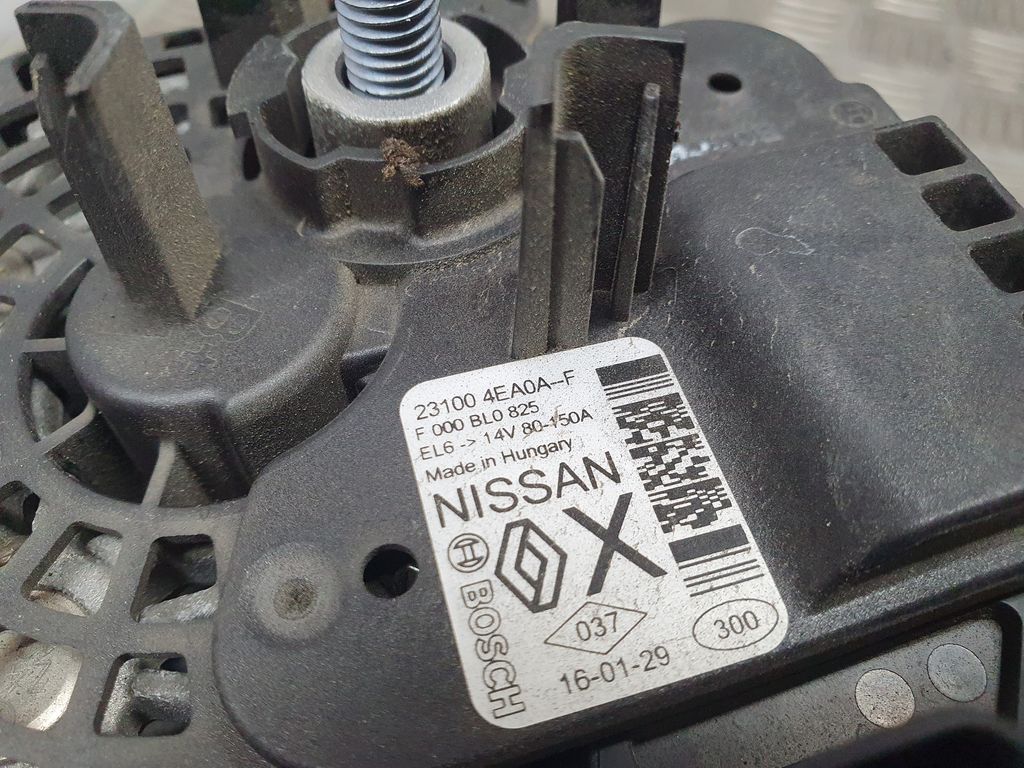 23100 4EA0A--F
F 000 BL0 825
EL6 -> 14V 80-150A
Made in Hungary
NISSAN
X
BOSCH
037
300
16-01-29